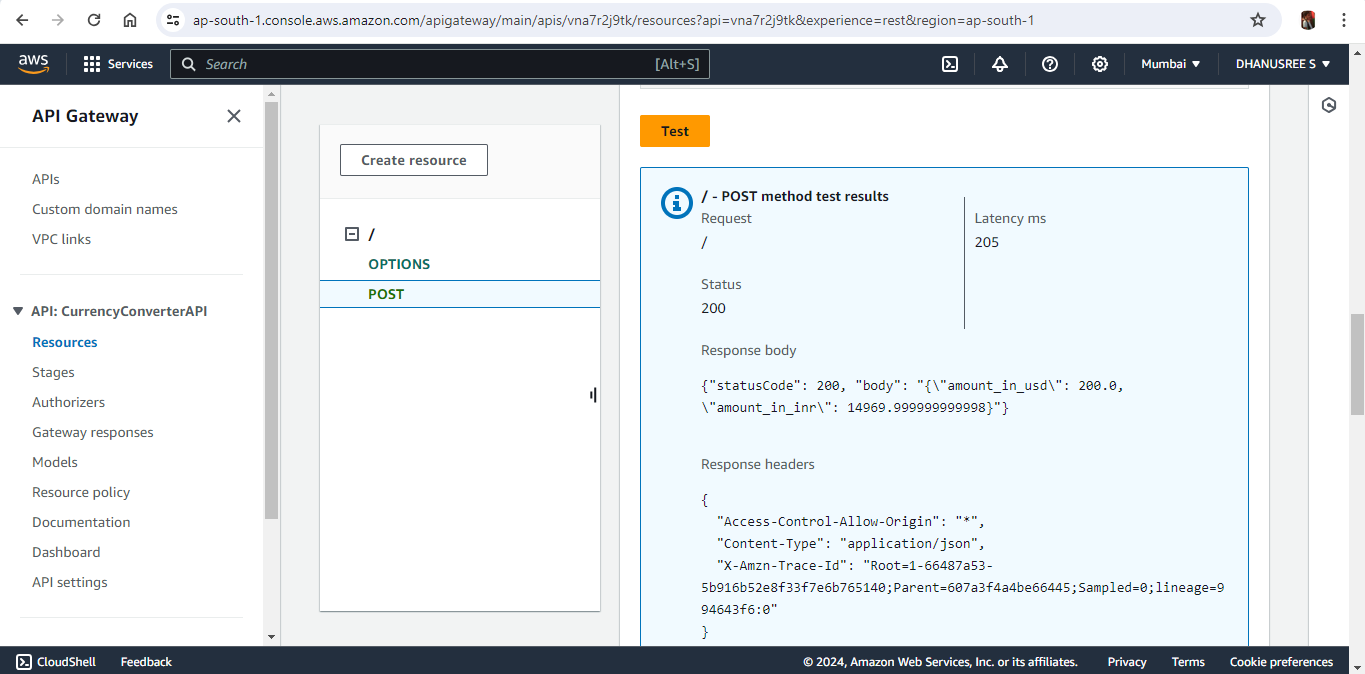 ap-south-1.console.aws.amazon.com/apigateway/main/apis/vna7r2j9tk/resources?api=vna7r2j9tk&experience=rest&region=ap-south-1
aws
Services
Search
[Alt+S]
Mumbai
DHANUSREE S
API Gateway
APIs
Custom domain names
VPC links
API: CurrencyConverterAPI
Resources
Stages
Authorizers
Gateway responses
Models
Resource policy
Documentation
Dashboard
API settings
Create resource
/
OPTIONS
POST
Test
/ - POST method test results
Request
/
Latency ms
205
Status
200
Response body
{"statusCode": 200, "body": "{\"amount_in_usd\": 200.0,
\"amount_in_inr\": 14969.999999999998}"}
Response headers
{
"Access-Control-Allow-Origin": "*",
"Content-Type": "application/json",
"X-Amzn-Trace-Id": "Root=1-66487a53-
5b916b52e8f33f7e6b765140;Parent=607a3f4a4be66445;Sampled=0;lineage=9
94643f6:0"
}
CloudShell
Feedback
© 2024, Amazon Web Services, Inc. or its affiliates.
Privacy
Terms
Cookie preferences